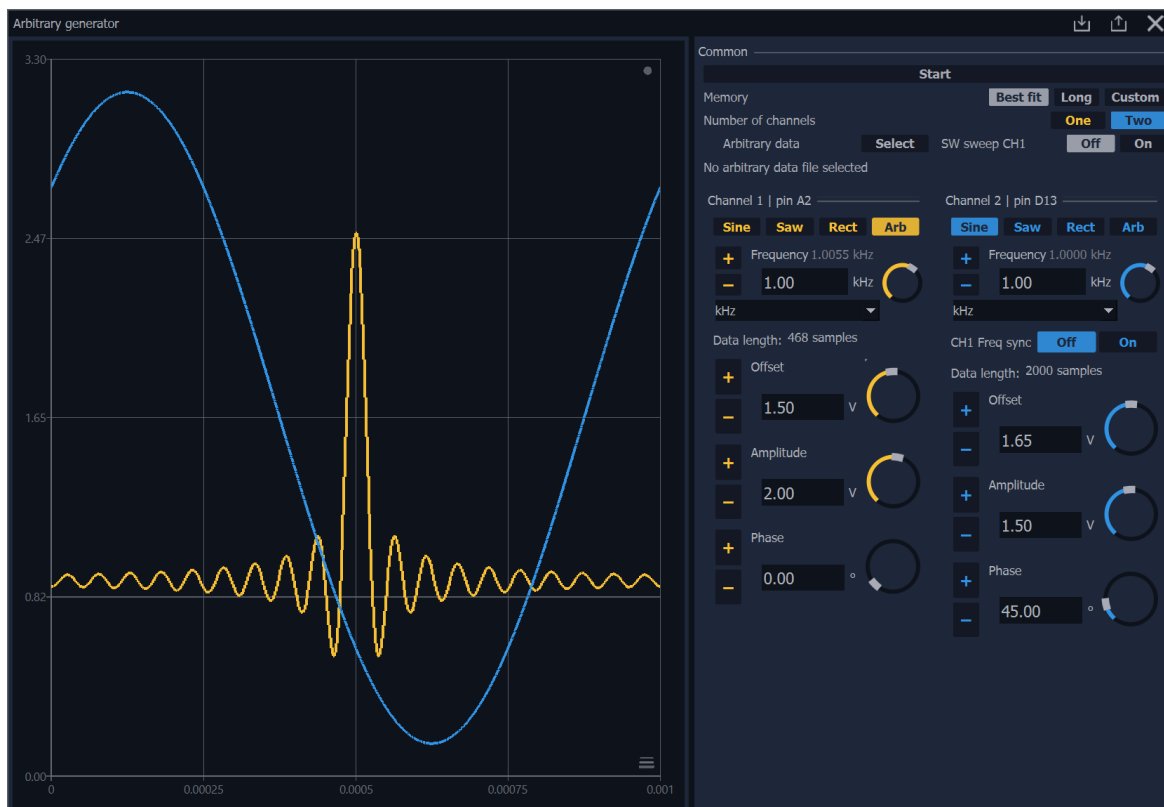 Arbitrary generator
3.30
2.47
1.65
0.82
0.00
0
0.00025
0.0005
0.00075
0.001
Common
Start
Memory Best fit Long Custom
Number of channels One Two
Arbitrary data Select SW sweep CH1 Off On
No arbitrary data file selected
Channel 1 | pin A2
Sine Saw Rect Arb
+ Frequency 1.0055 kHz
− 1.00 kHz
kHz
Data length: 468 samples
+ Offset
− 1.50 V
+ Amplitude
− 2.00 V
+ Phase
− 0.00 °
Channel 2 | pin D13
Sine Saw Rect Arb
+ Frequency 1.0000 kHz
− 1.00 kHz
kHz
CH1 Freq sync Off On
Data length: 2000 samples
+ Offset
− 1.65 V
+ Amplitude
− 1.50 V
+ Phase
− 45.00 °